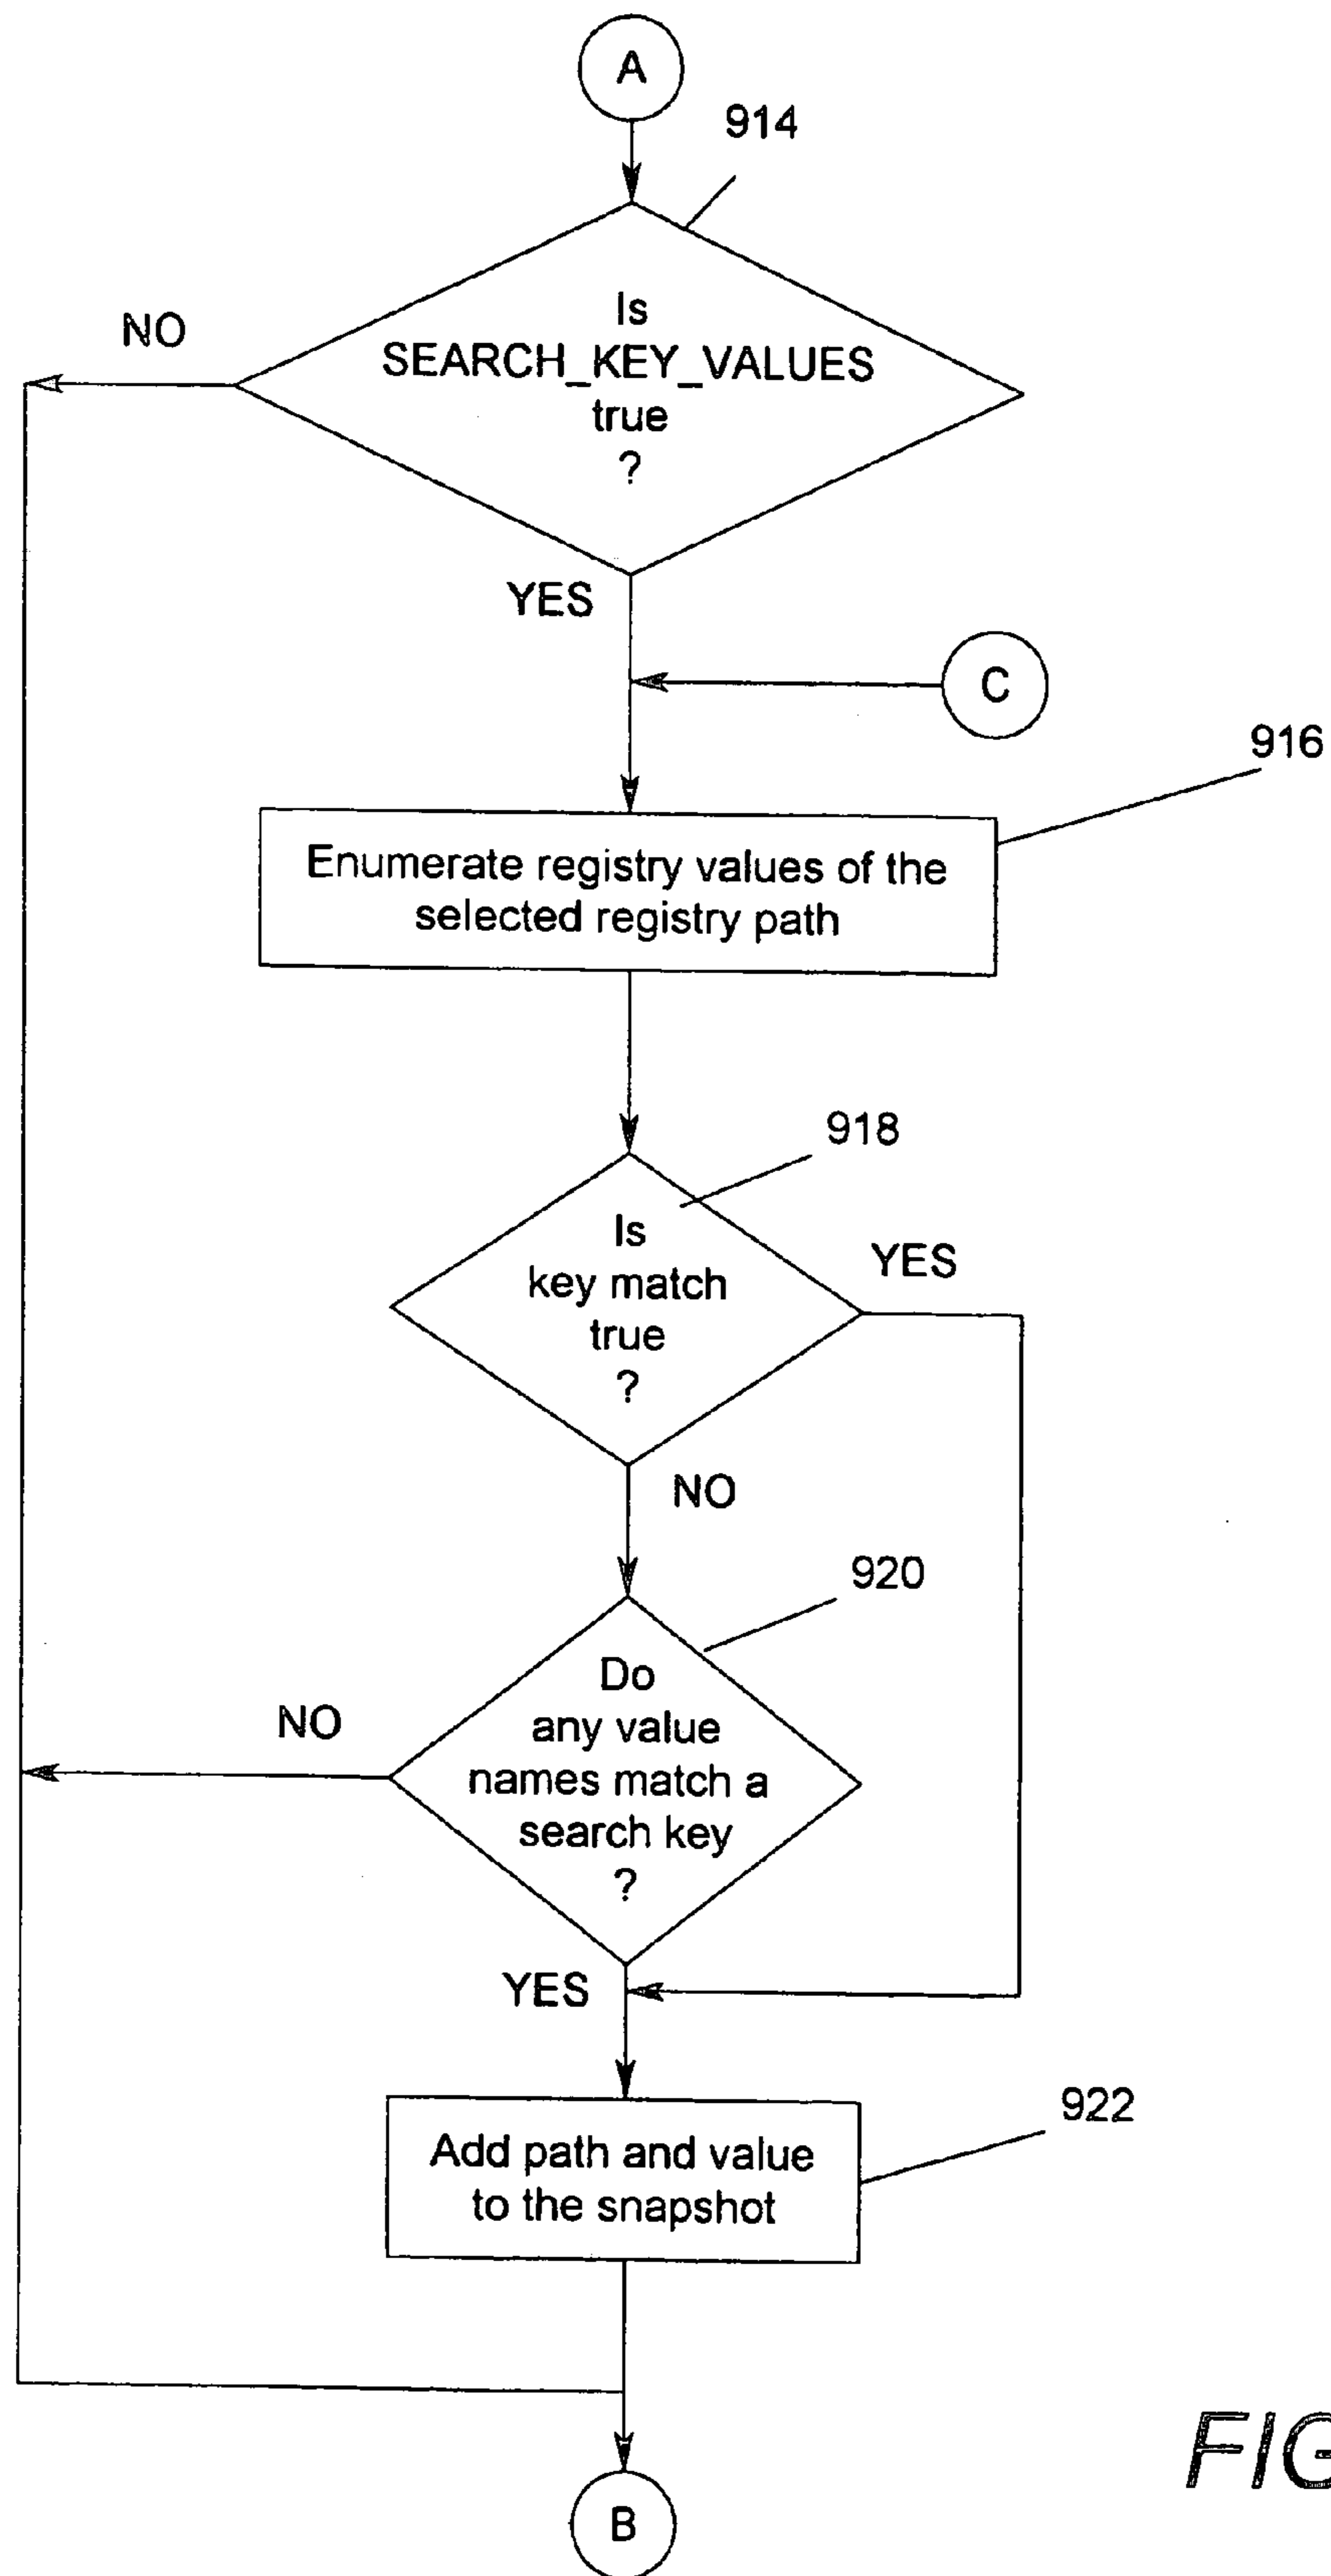 A
914
NO
Is
SEARCH_KEY_VALUES
true
?
YES
C
916
Enumerate registry values of the
selected registry path
918
Is
key match
true
?
YES
NO
920
Do
any value
names match a
search key
?
NO
YES
922
Add path and value
to the snapshot
B